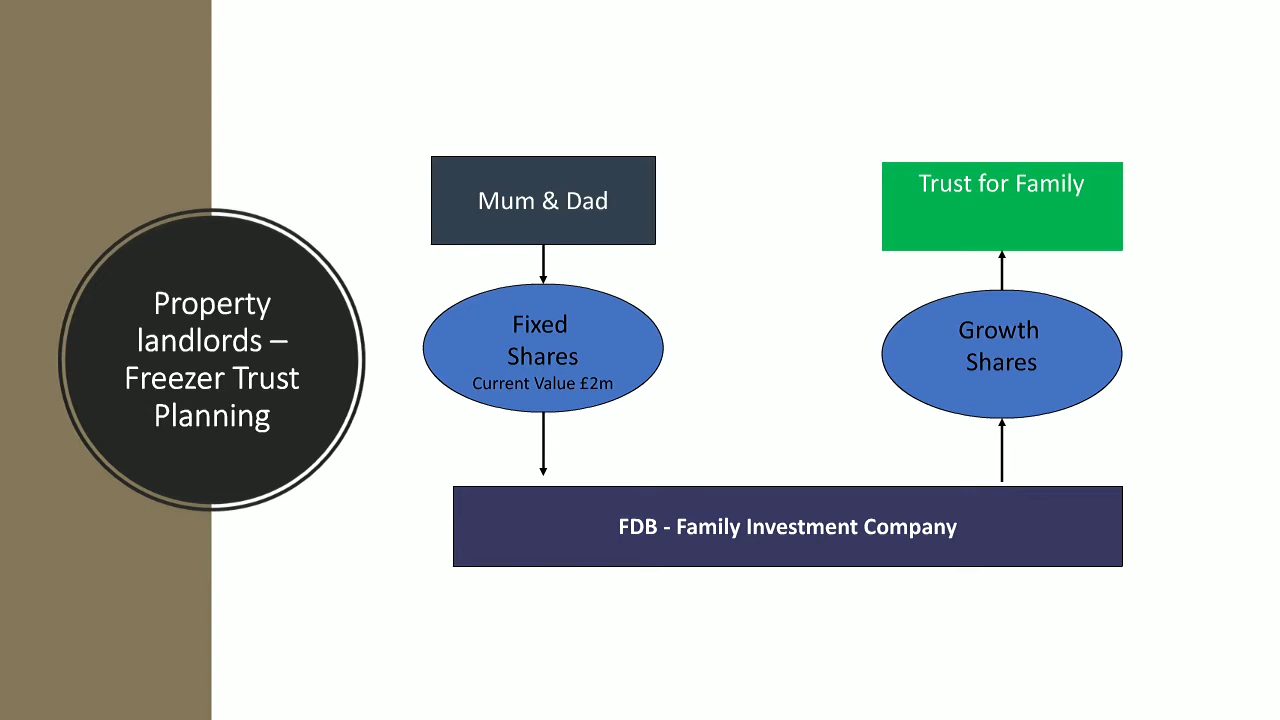 Property
landlords –
Freezer Trust
Planning
Mum & Dad
Fixed
Shares
Current Value £2m
Trust for Family
Growth
Shares
FDB - Family Investment Company